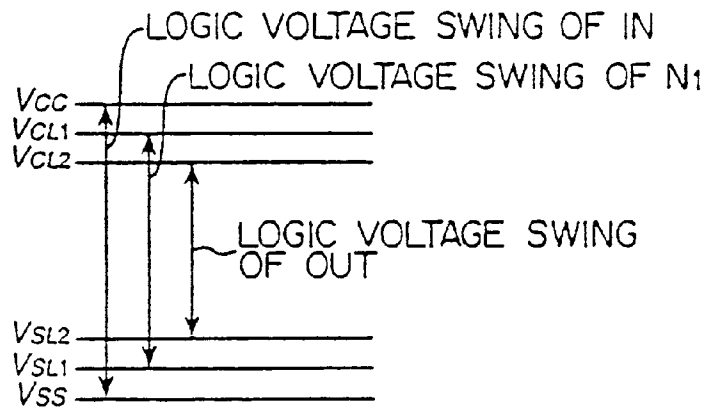 LOGIC VOLTAGE SWING OF IN
LOGIC VOLTAGE SWING OF N1
VCC
VCL1
VCL2
LOGIC VOLTAGE SWING
OF OUT
VSL2
VSL1
VSS